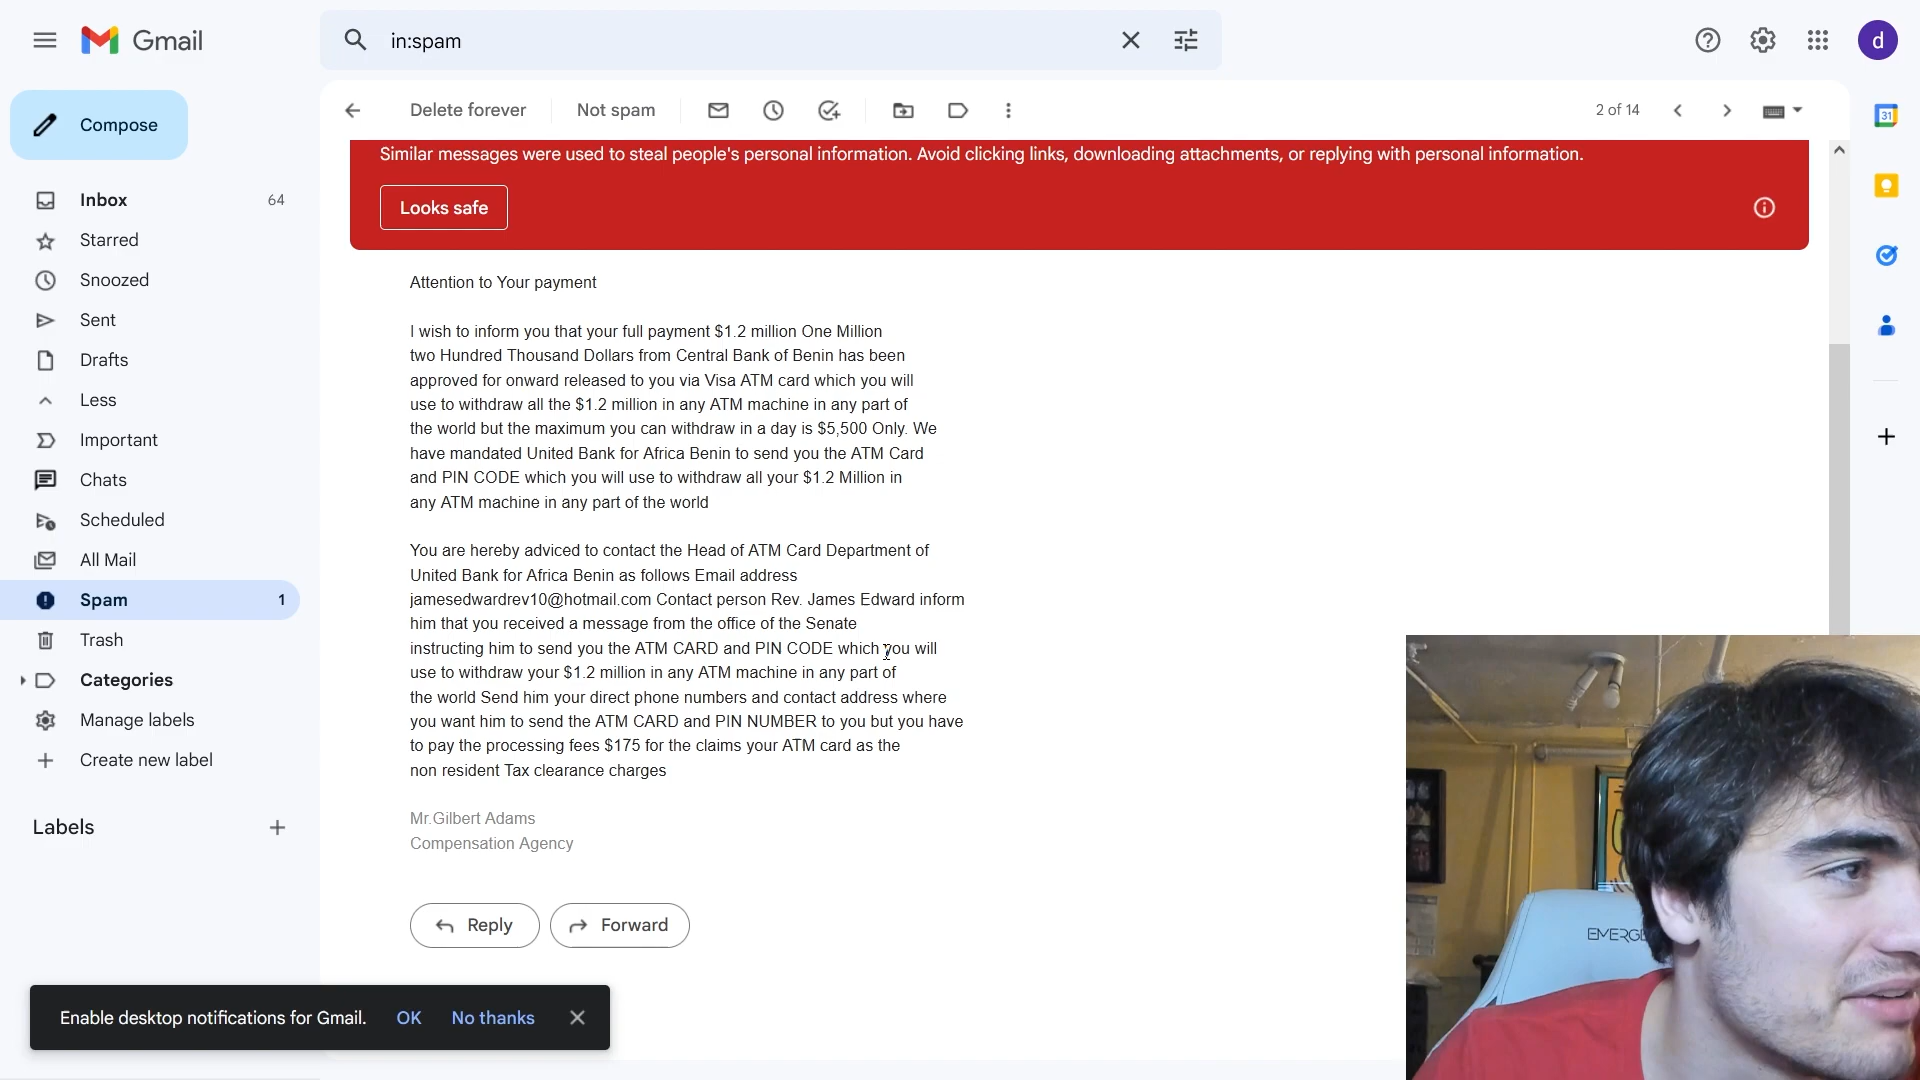 Gmail
in:spam
d
Compose
Delete forever
Not spam
2 of 14
31
Similar messages were used to steal people's personal information. Avoid clicking links, downloading attachments, or replying with personal information.
Looks safe
Inbox 64
Starred
Snoozed
Sent
Drafts
Less
Important
Chats
Scheduled
All Mail
Spam 1
Trash
Categories
Manage labels
Create new label
Labels
Attention to Your payment
I wish to inform you that your full payment $1.2 million One Million
two Hundred Thousand Dollars from Central Bank of Benin has been
approved for onward released to you via Visa ATM card which you will
use to withdraw all the $1.2 million in any ATM machine in any part of
the world but the maximum you can withdraw in a day is $5,500 Only. We
have mandated United Bank for Africa Benin to send you the ATM Card
and PIN CODE which you will use to withdraw all your $1.2 Million in
any ATM machine in any part of the world
You are hereby adviced to contact the Head of ATM Card Department of
United Bank for Africa Benin as follows Email address
jamesedwardrev10@hotmail.com Contact person Rev. James Edward inform
him that you received a message from the office of the Senate
instructing him to send you the ATM CARD and PIN CODE which you will
use to withdraw your $1.2 million in any ATM machine in any part of
the world Send him your direct phone numbers and contact address where
you want him to send the ATM CARD and PIN NUMBER to you but you have
to pay the processing fees $175 for the claims your ATM card as the
non resident Tax clearance charges
Mr.Gilbert Adams
Compensation Agency
Reply
Forward
Enable desktop notifications for Gmail. OK No thanks
EMERGE